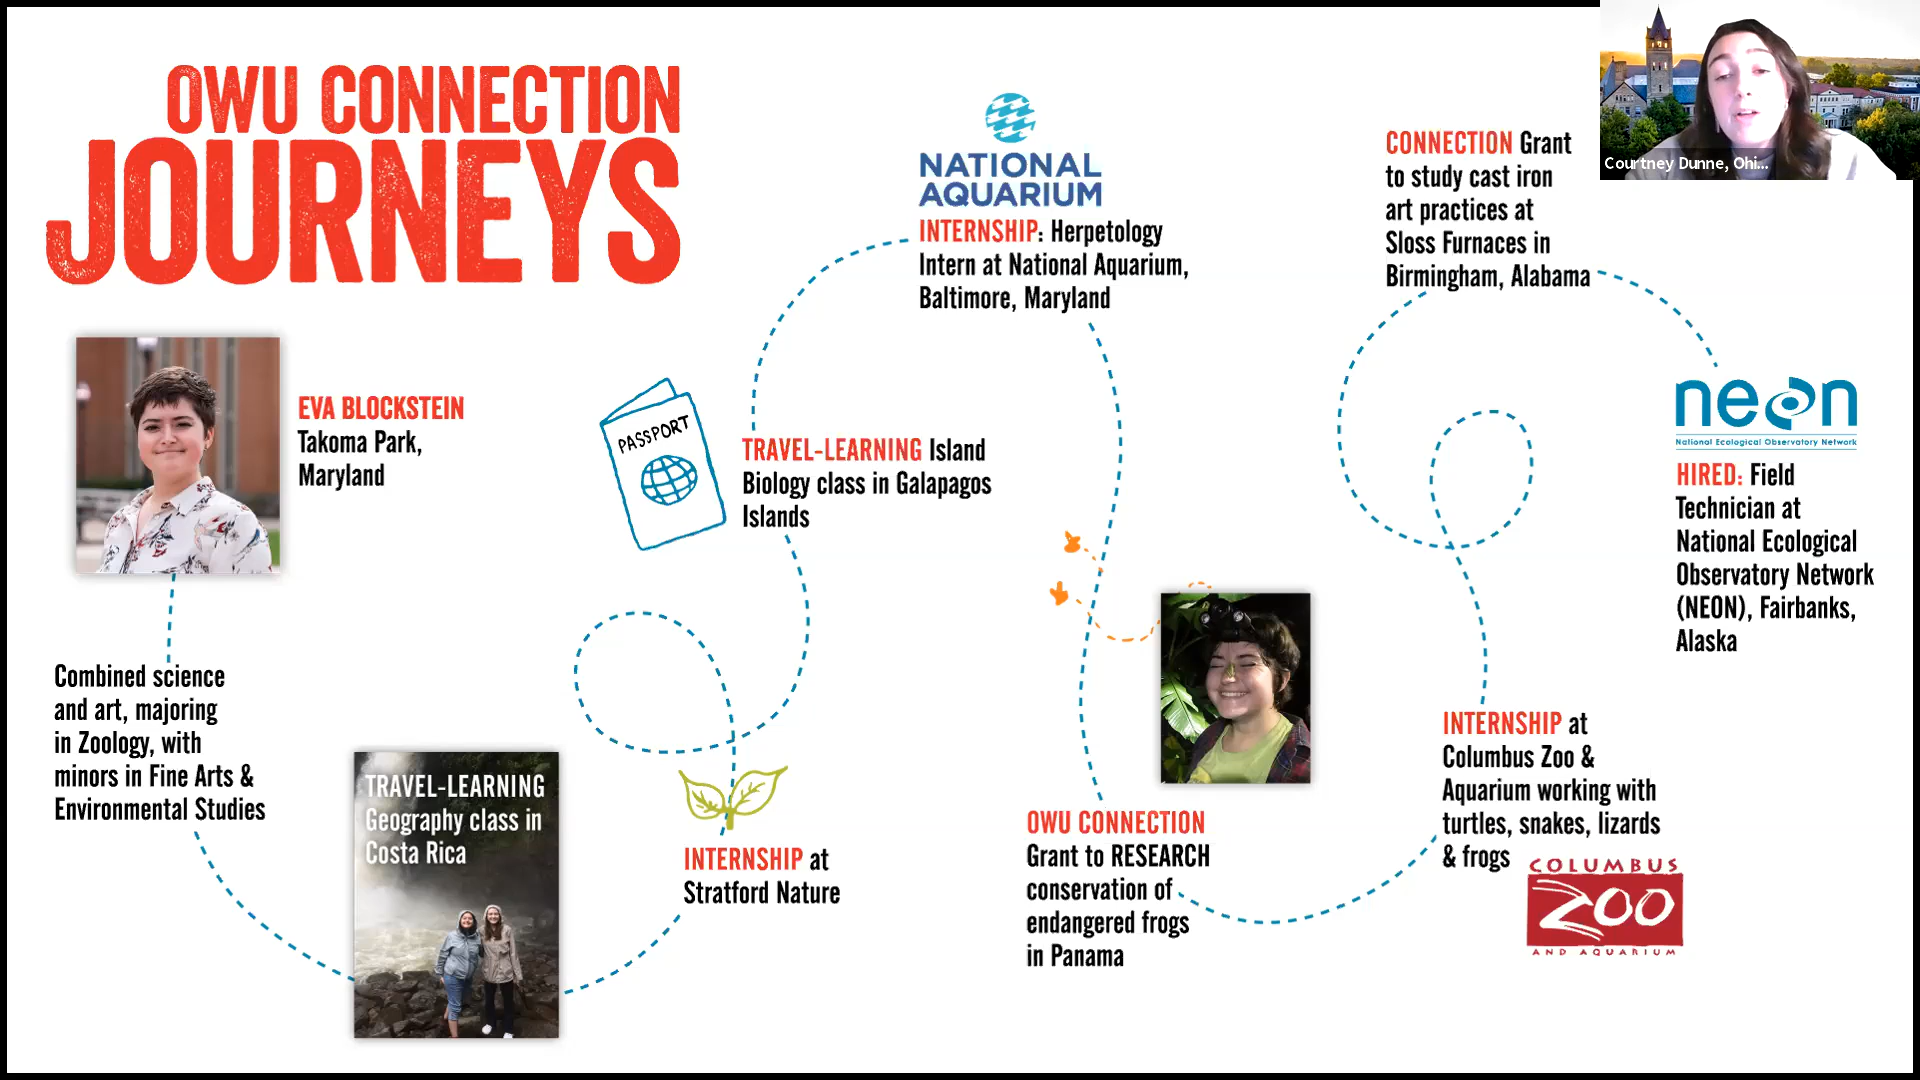 OWU CONNECTION
JOURNEYS
EVA BLOCKSTEIN
Takoma Park,
Maryland
Combined science
and art, majoring
in Zoology, with
minors in Fine Arts &
Environmental Studies
TRAVEL-LEARNING
Geography class in
Costa Rica
INTERNSHIP at
Stratford Nature
PASSPORT
TRAVEL-LEARNING Island
Biology class in Galapagos
Islands
NATIONAL
AQUARIUM
INTERNSHIP: Herpetology
Intern at National Aquarium,
Baltimore, Maryland
OWU CONNECTION
Grant to RESEARCH
conservation of
endangered frogs
in Panama
INTERNSHIP at
Columbus Zoo &
Aquarium working with
turtles, snakes, lizards
& frogs
COLUMBUS
ZOO
AND AQUARIUM
CONNECTION Grant
to study cast iron
art practices at
Sloss Furnaces in
Birmingham, Alabama
neon
National Ecological Observatory Network
HIRED: Field
Technician at
National Ecological
Observatory Network
(NEON), Fairbanks,
Alaska
Courtney Dunne, Ohi...